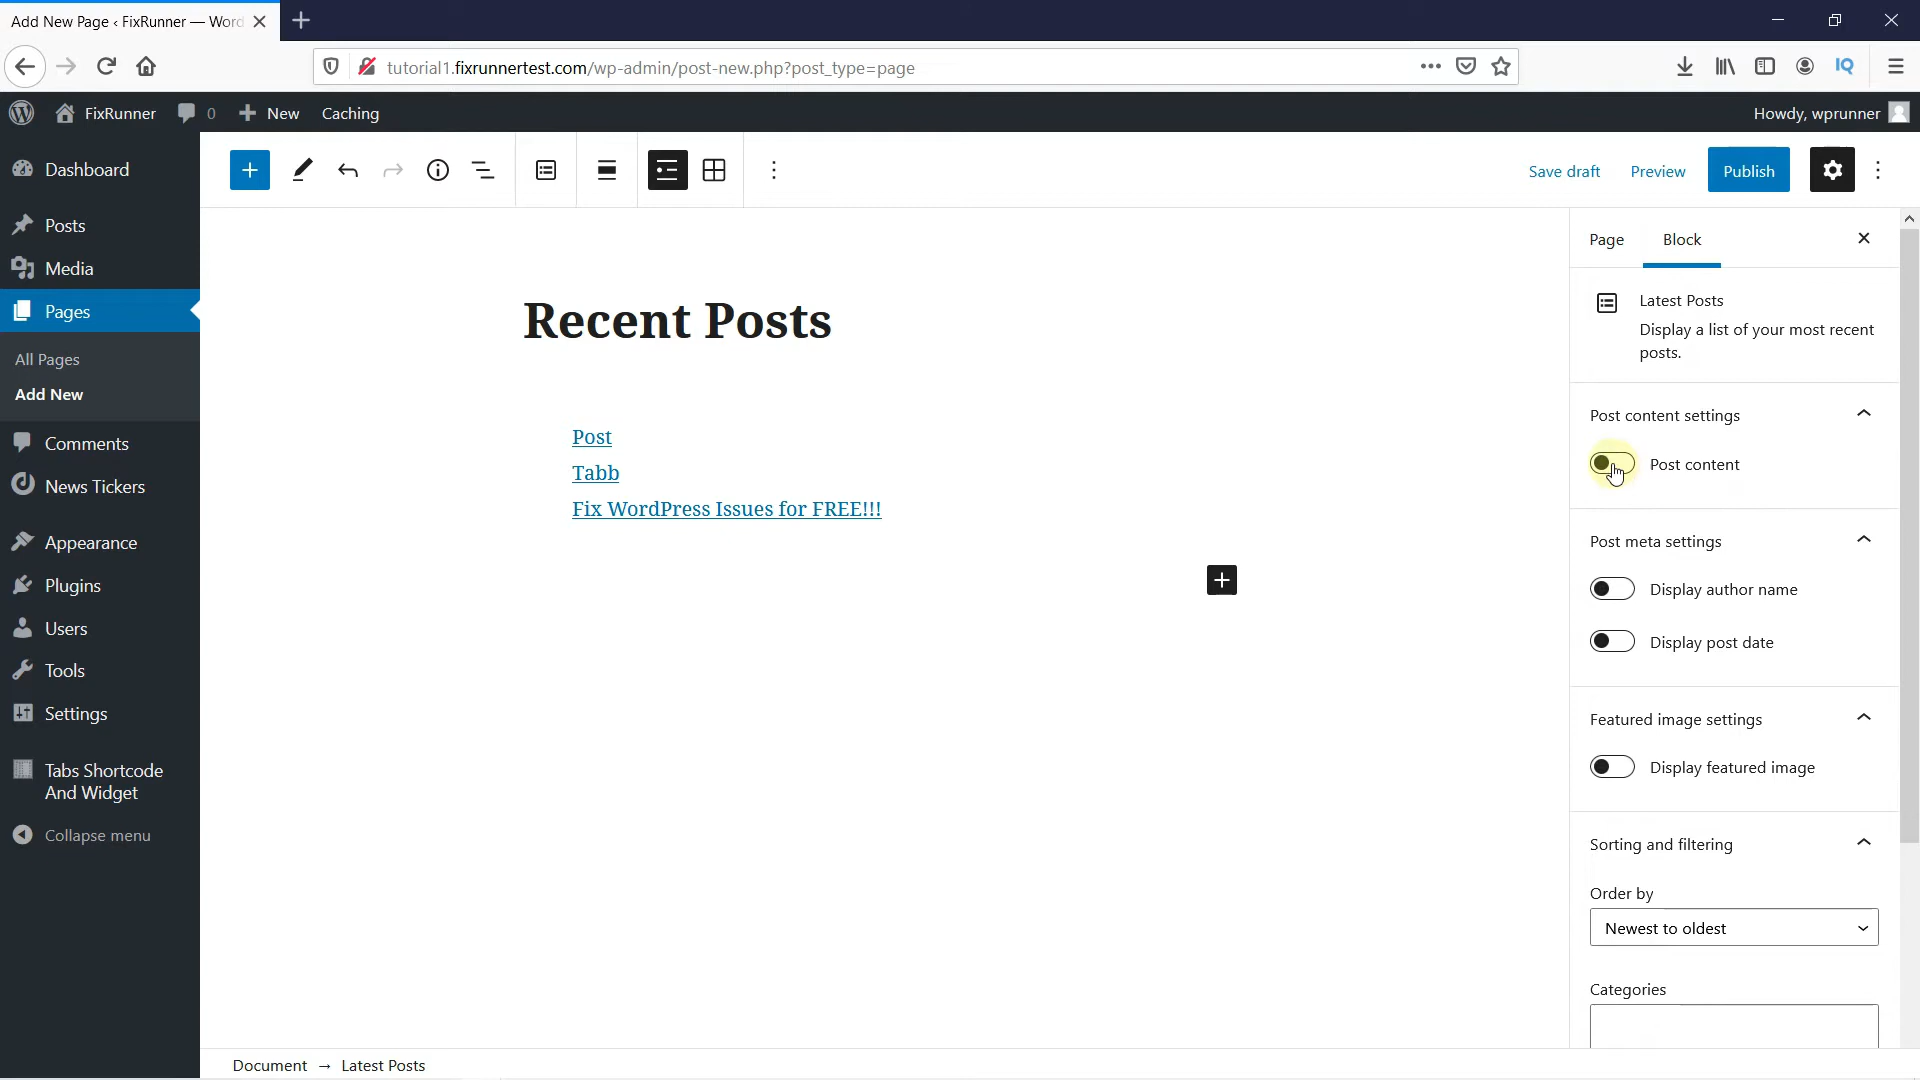 Add New Page ‹ FixRunner — Word
tutorial1.fixrunnertest.com/wp-admin/post-new.php?post_type=page
FixRunner
0
New
Caching
Howdy, wprunner
Dashboard
Posts
Media
Pages
All Pages
Add New
Comments
News Tickers
Appearance
Plugins
Users
Tools
Settings
Tabs Shortcode
And Widget
Collapse menu
Save draft
Preview
Publish
Recent Posts
Post
Tabb
Fix WordPress Issues for FREE!!!
Page
Block
Latest Posts
Display a list of your most recent
posts.
Post content settings
Post content
Post meta settings
Display author name
Display post date
Featured image settings
Display featured image
Sorting and filtering
Order by
Newest to oldest
Categories
Document → Latest Posts